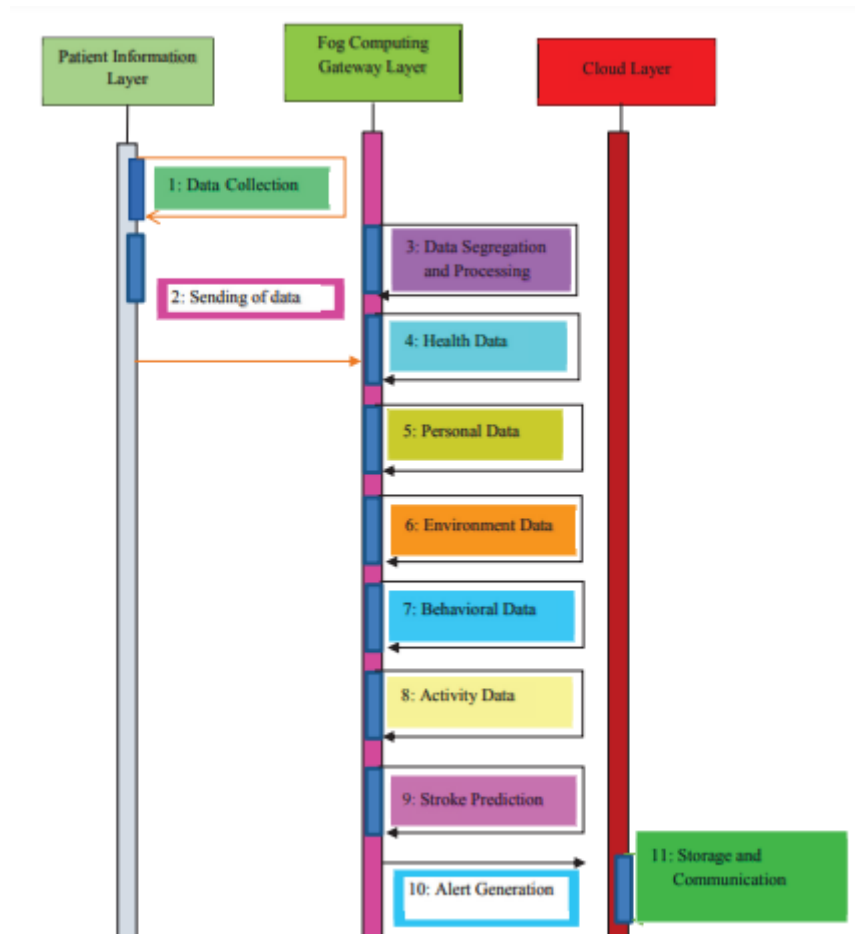 Patient Information
Layer
Fog Computing
Gateway Layer
Cloud Layer
1: Data Collection
2: Sending of data
3: Data Segregation
and Processing
4: Health Data
5: Personal Data
6: Environment Data
7: Behavioral Data
8: Activity Data
9: Stroke Prediction
10: Alert Generation
11: Storage and
Communication